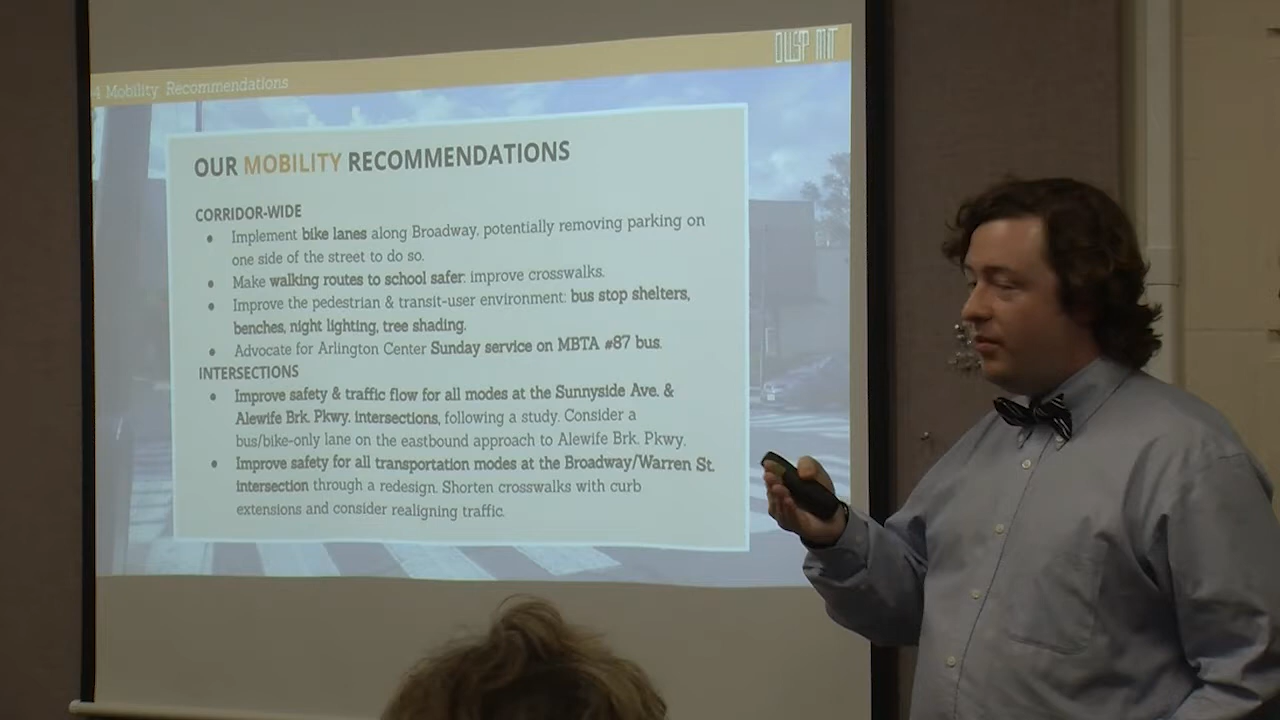 DUSP MIT
4 Mobility Recommendations
OUR MOBILITY RECOMMENDATIONS
CORRIDOR-WIDE
• Implement bike lanes along Broadway, potentially removing parking on
one side of the street to do so.
• Make walking routes to school safer: improve crosswalks.
• Improve the pedestrian & transit-user environment: bus stop shelters,
benches, night lighting, tree shading.
• Advocate for Arlington Center Sunday service on MBTA #87 bus.
INTERSECTIONS
• Improve safety & traffic flow for all modes at the Sunnyside Ave. &
Alewife Brk. Pkwy. intersections, following a study. Consider a
bus/bike-only lane on the eastbound approach to Alewife Brk. Pkwy.
• Improve safety for all transportation modes at the Broadway/Warren St.
intersection through a redesign. Shorten crosswalks with curb
extensions and consider realigning traffic.